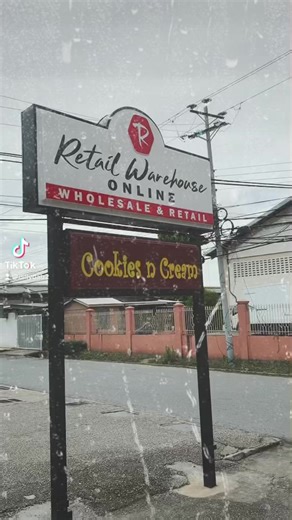 R
Retail Warehouse
ONLINE
WHOLESALE & RETAIL
Cookies n Cream
TikTok